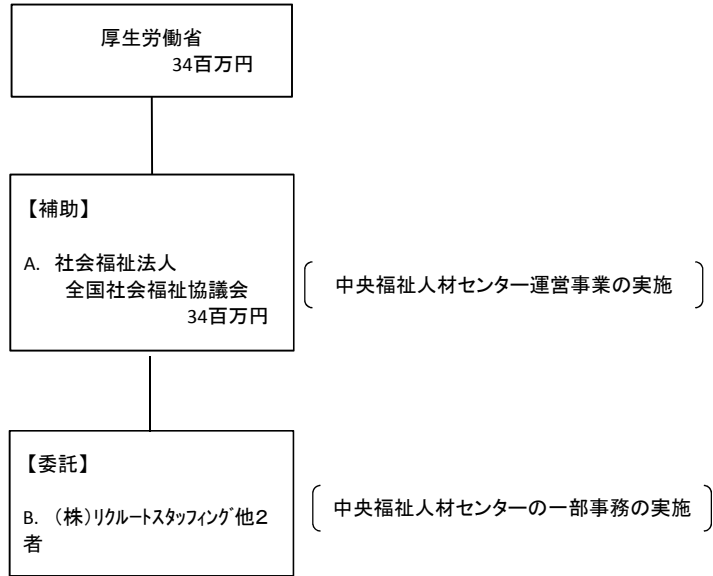 厚生労働省
34百万円
【補助】
A. 社会福祉法人
全国社会福祉協議会
34百万円
中央福祉人材センター運営事業の実施
【委託】
B. (株)ﾘｸﾙｰﾄｽﾀｯﾌｨﾝｸﾞ他2
者
中央福祉人材センターの一部事務の実施